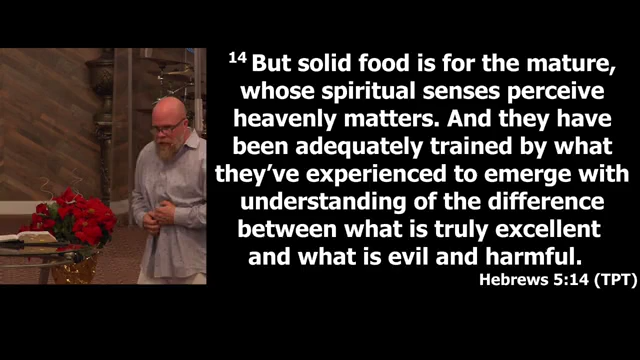 14 But solid food is for the mature,
whose spiritual senses perceive
heavenly matters. And they have
been adequately trained by what
they’ve experienced to emerge with
understanding of the difference
between what is truly excellent
and what is evil and harmful.
Hebrews 5:14 (TPT)